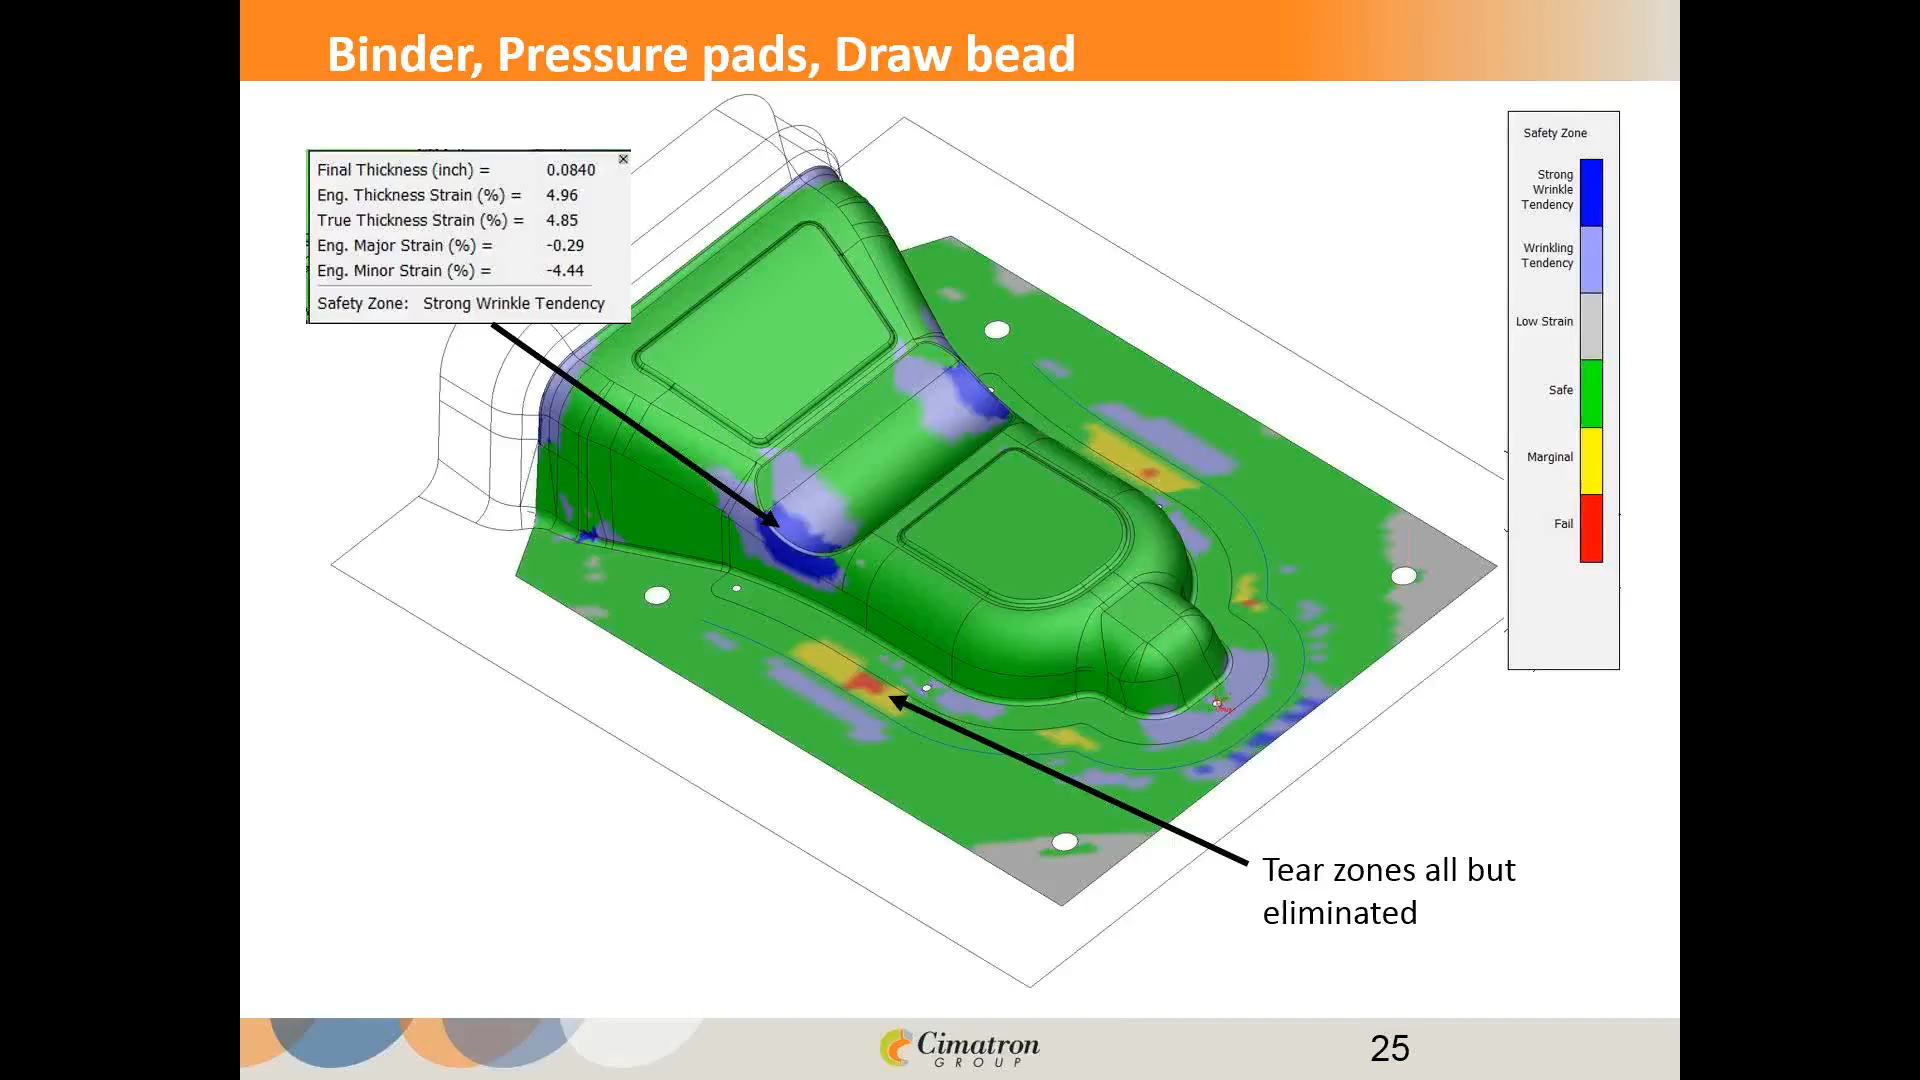 Binder, Pressure pads, Draw bead
Final Thickness (inch) = 0.0840
Eng. Thickness Strain (%) = 4.96
True Thickness Strain (%) = 4.85
Eng. Major Strain (%) = -0.29
Eng. Minor Strain (%) = -4.44
Safety Zone: Strong Wrinkle Tendency
Safety Zone
Strong
Wrinkle
Tendency
Wrinkling
Tendency
Low Strain
Safe
Marginal
Fail
Tear zones all but
eliminated
Cimatron
GROUP
25